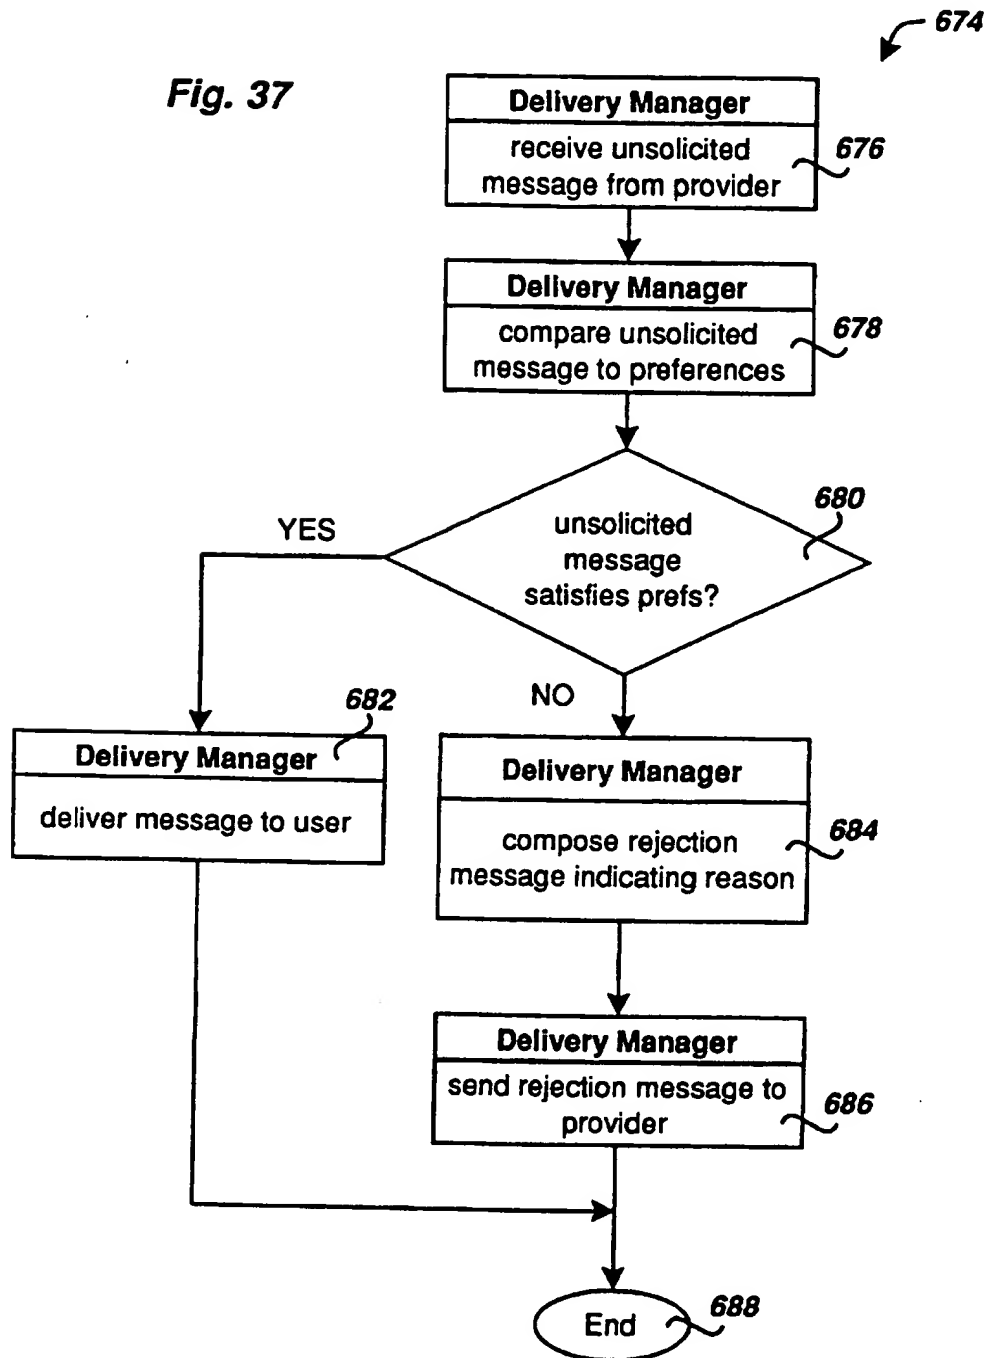 674
Fig. 37
Delivery Manager
receive unsolicited
message from provider
676
Delivery Manager
compare unsolicited
message to preferences
678
YES
unsolicited
message
satisfies prefs?
680
NO
682
Delivery Manager
deliver message to user
Delivery Manager
compose rejection
message indicating reason
684
Delivery Manager
send rejection message to
provider
686
End
688